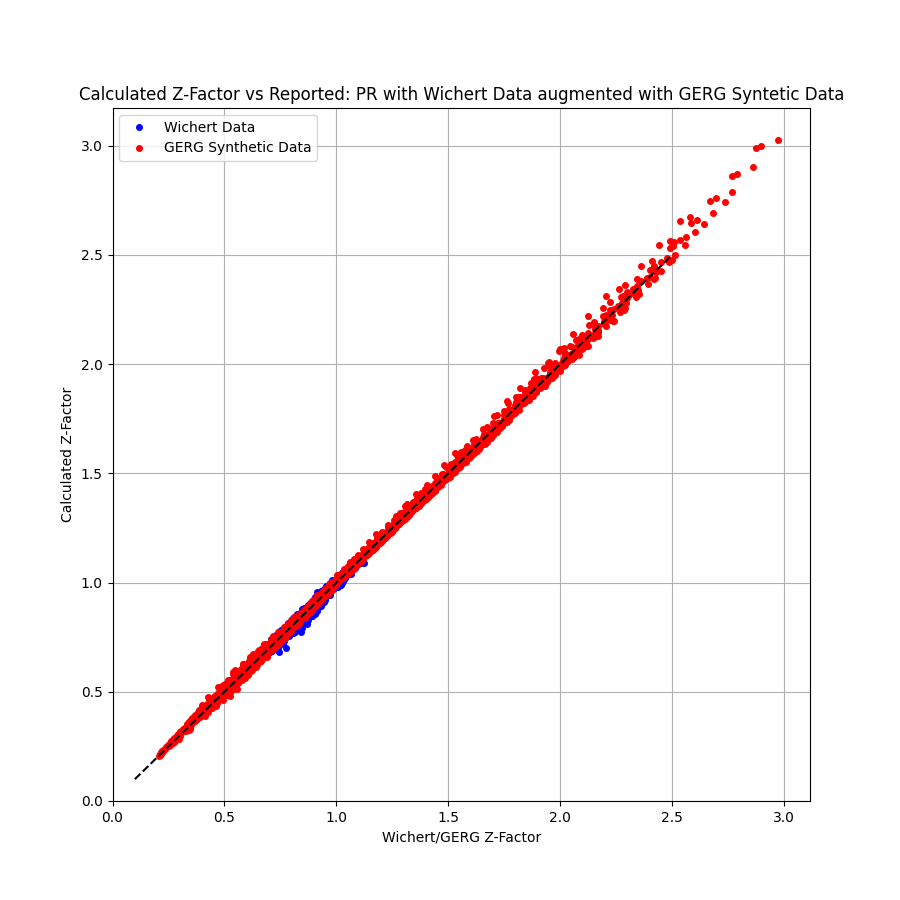 Calculated Z-Factor vs Reported: PR with Wichert Data augmented with GERG Syntetic Data
Wichert Data
GERG Synthetic Data
3.0
2.5
2.0
1.5
1.0
0.5
0.0
Calculated Z-Factor
0.0 0.5 1.0 1.5 2.0 2.5 3.0
Wichert/GERG Z-Factor